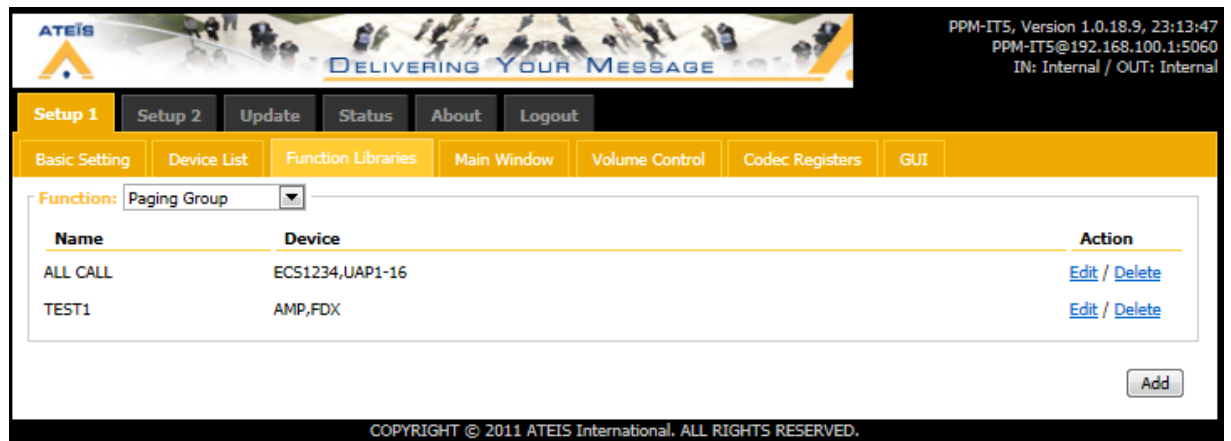 ATEÏS
DELIVERING YOUR MESSAGE
PPM-IT5, Version 1.0.18.9, 23:13:47
PPM-IT5@192.168.100.1:5060
IN: Internal / OUT: Internal
Setup 1 Setup 2 Update Status About Logout
Basic Setting Device List Function Libraries Main Window Volume Control Codec Registers GUI
Function: Paging Group
Name Device Action
ALL CALL ECS1234,UAP1-16 Edit / Delete
TEST1 AMP,FDX Edit / Delete
Add
COPYRIGHT © 2011 ATEIS International. ALL RIGHTS RESERVED.